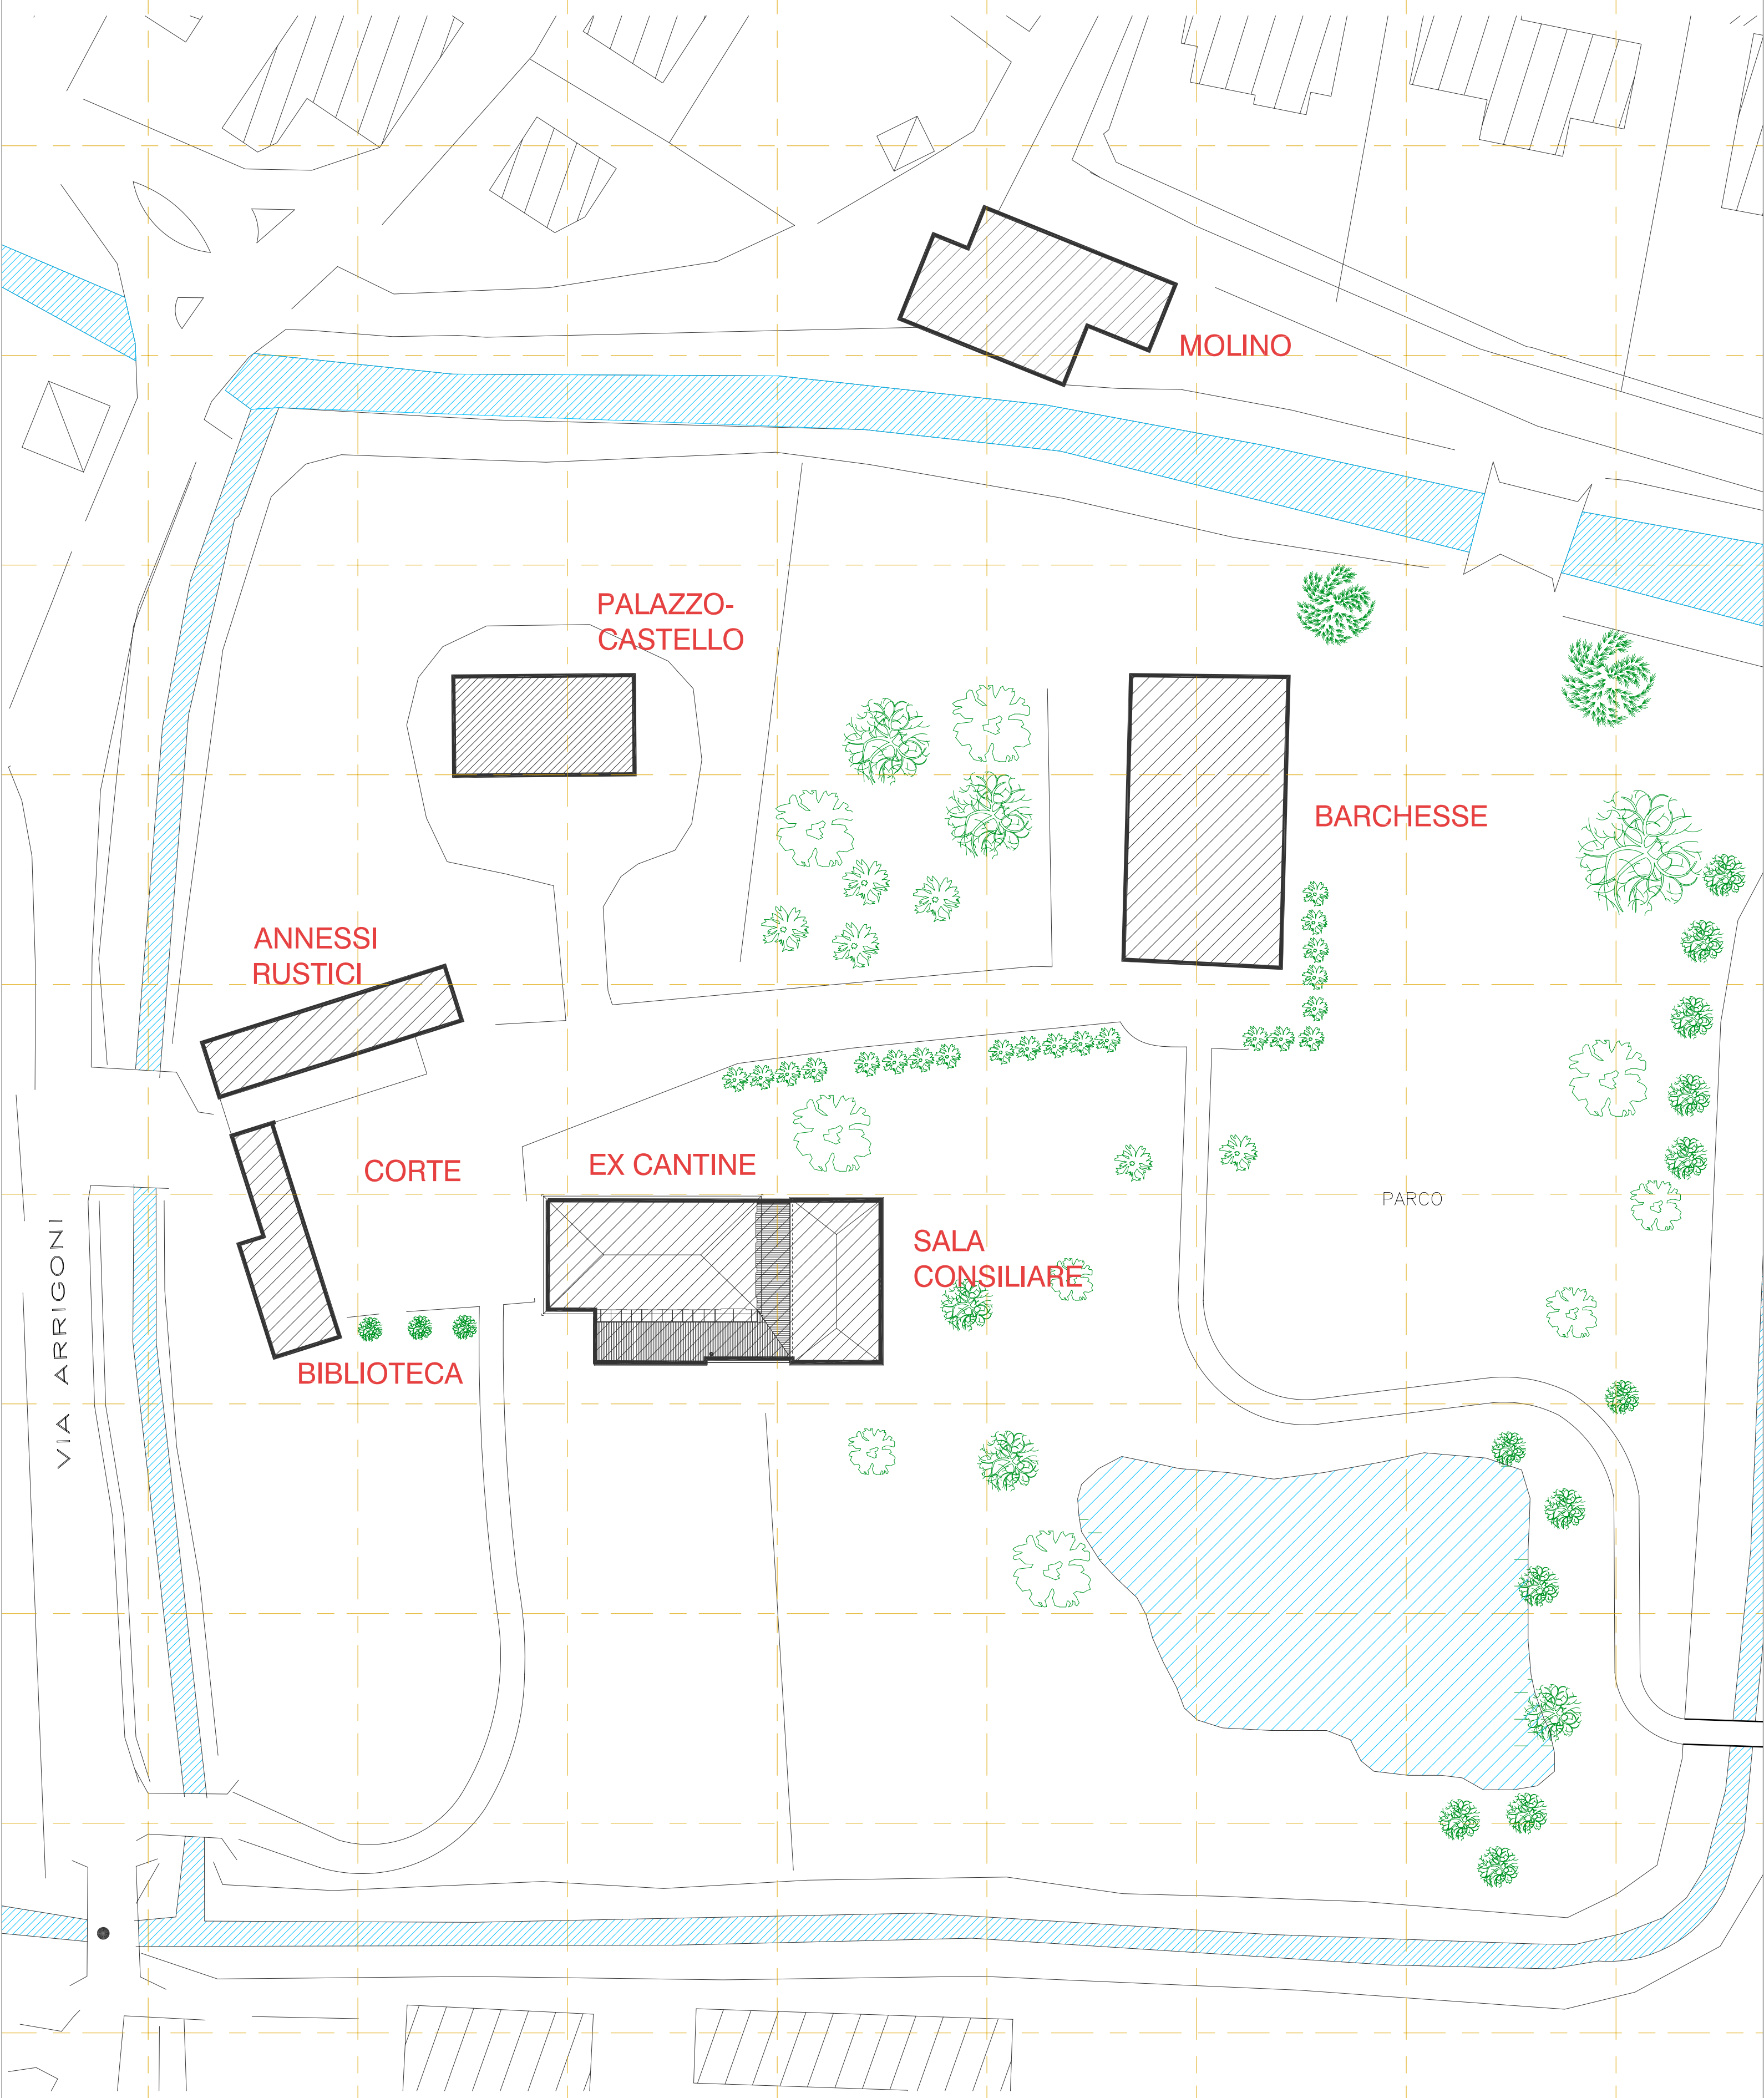 MOLINO
PALAZZO-
CASTELLO
BARCHESSE
ANNESSI
RUSTICI
CORTE
EX CANTINE
PARCO
SALA
CONSILIARE
VIA ARRIGONI
BIBLIOTECA